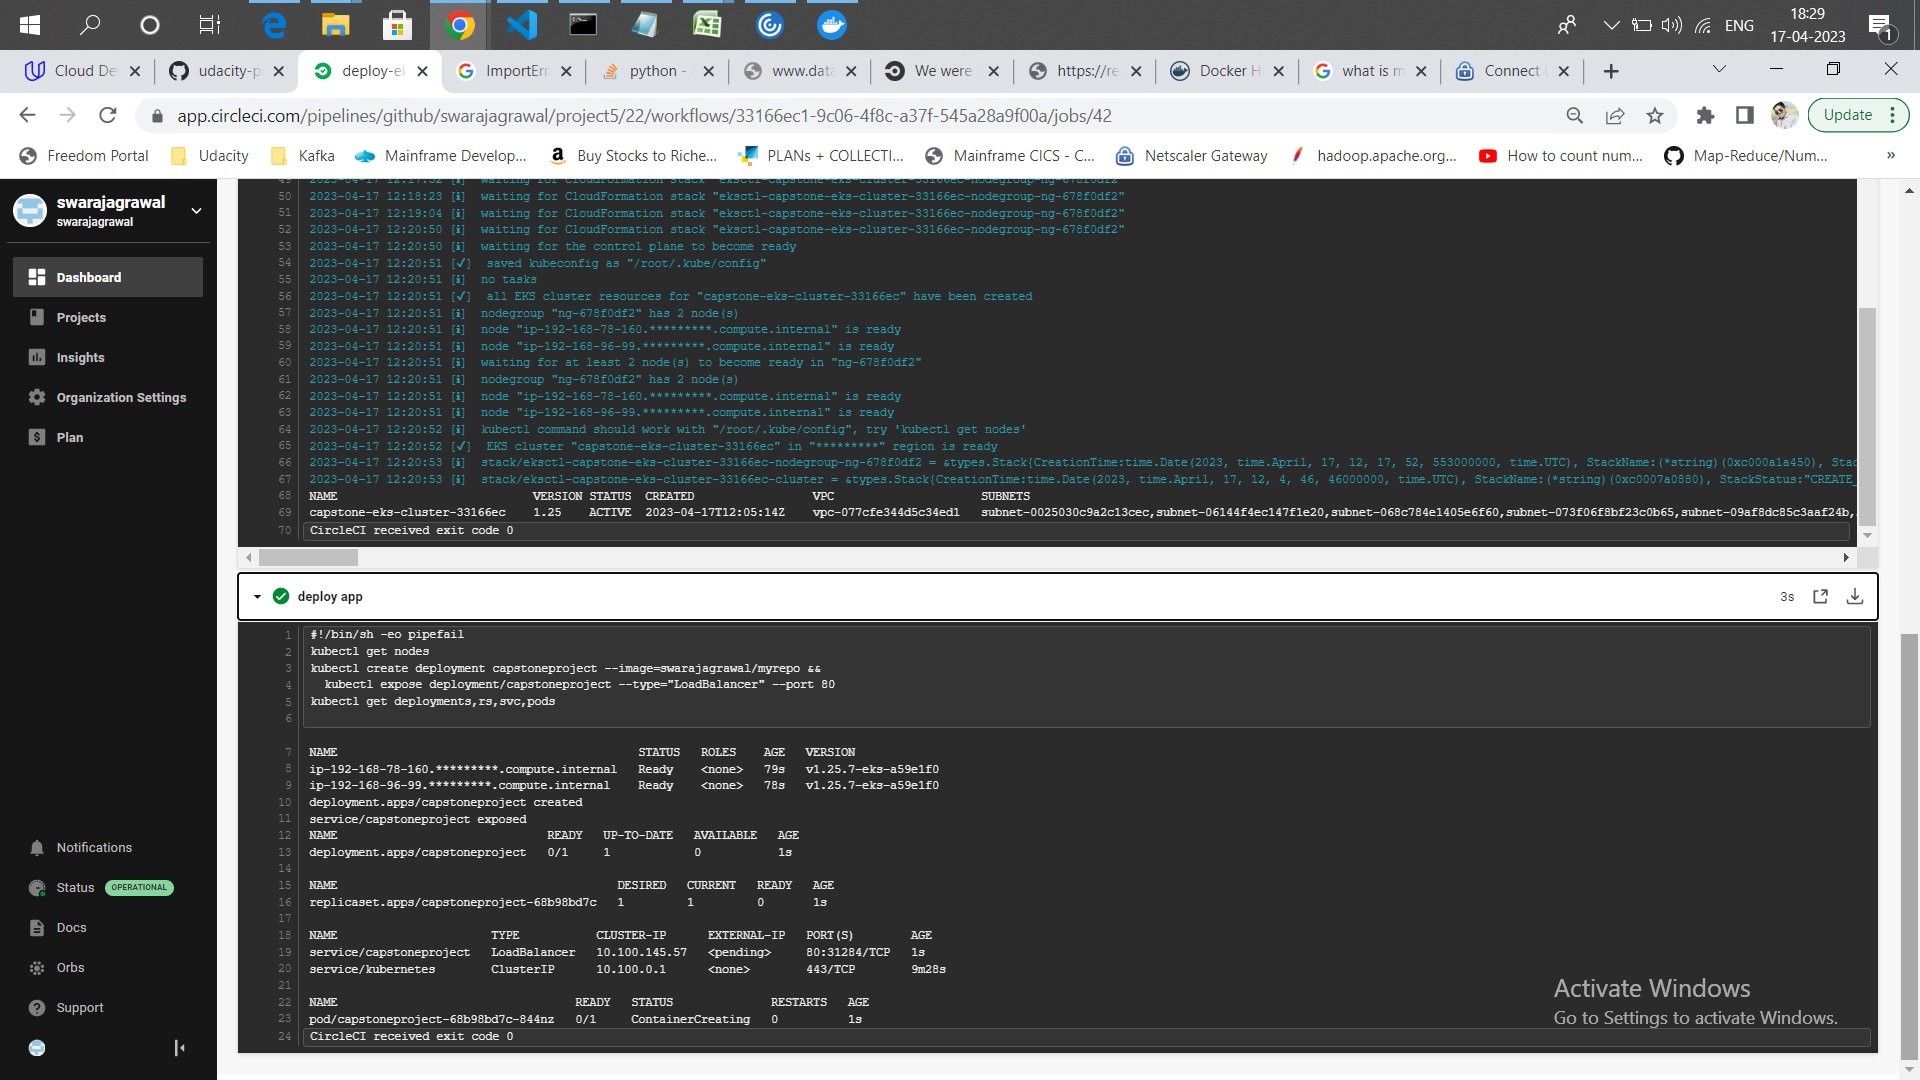 ENG
18:29
17-04-2023
1
Cloud De
udacity-p
deploy-el
ImportErr
python -
www.data
We were
https://re
Docker H
what is m
Connect
app.circleci.com/pipelines/github/swarajagrawal/project5/22/workflows/33166ec1-9c06-4f8c-a37f-545a28a9f00a/jobs/42
Update
Freedom Portal
Udacity
Kafka
Mainframe Develop...
Buy Stocks to Riche...
PLANs + COLLECTI...
Mainframe CICS - C...
Netscaler Gateway
hadoop.apache.org...
How to count num...
Map-Reduce/Num...
»
swarajagrawal
swarajagrawal
Dashboard
Projects
Insights
Organization Settings
Plan
Notifications
Status OPERATIONAL
Docs
Orbs
Support
49 2023-04-17 12:17:52 [ℹ] waiting for CloudFormation stack "eksctl-capstone-eks-cluster-33166ec-nodegroup-ng-678f0df2"
50 2023-04-17 12:18:23 [ℹ] waiting for CloudFormation stack "eksctl-capstone-eks-cluster-33166ec-nodegroup-ng-678f0df2"
51 2023-04-17 12:19:04 [ℹ] waiting for CloudFormation stack "eksctl-capstone-eks-cluster-33166ec-nodegroup-ng-678f0df2"
52 2023-04-17 12:20:50 [ℹ] waiting for CloudFormation stack "eksctl-capstone-eks-cluster-33166ec-nodegroup-ng-678f0df2"
53 2023-04-17 12:20:50 [ℹ] waiting for the control plane to become ready
54 2023-04-17 12:20:51 [✓] saved kubeconfig as "/root/.kube/config"
55 2023-04-17 12:20:51 [ℹ] no tasks
56 2023-04-17 12:20:51 [✓] all EKS cluster resources for "capstone-eks-cluster-33166ec" have been created
57 2023-04-17 12:20:51 [ℹ] nodegroup "ng-678f0df2" has 2 node(s)
58 2023-04-17 12:20:51 [ℹ] node "ip-192-168-78-160.*********.compute.internal" is ready
59 2023-04-17 12:20:51 [ℹ] node "ip-192-168-96-99.*********.compute.internal" is ready
60 2023-04-17 12:20:51 [ℹ] waiting for at least 2 node(s) to become ready in "ng-678f0df2"
61 2023-04-17 12:20:51 [ℹ] nodegroup "ng-678f0df2" has 2 node(s)
62 2023-04-17 12:20:51 [ℹ] node "ip-192-168-78-160.*********.compute.internal" is ready
63 2023-04-17 12:20:51 [ℹ] node "ip-192-168-96-99.*********.compute.internal" is ready
64 2023-04-17 12:20:52 [ℹ] kubectl command should work with "/root/.kube/config", try 'kubectl get nodes'
65 2023-04-17 12:20:52 [✓] EKS cluster "capstone-eks-cluster-33166ec" in "*********" region is ready
66 2023-04-17 12:20:53 [ℹ] stack/eksctl-capstone-eks-cluster-33166ec-nodegroup-ng-678f0df2 = &types.Stack{CreationTime:time.Date(2023, time.April, 17, 12, 17, 52, 553000000, time.UTC), StackName:(*string)(0xc000a1a450), Stac
67 2023-04-17 12:20:53 [ℹ] stack/eksctl-capstone-eks-cluster-33166ec-cluster = &types.Stack{CreationTime:time.Date(2023, time.April, 17, 12, 4, 46, 46000000, time.UTC), StackName:(*string)(0xc0007a0880), StackStatus:"CREATE_
68 NAME VERSION STATUS CREATED VPC SUBNETS
69 capstone-eks-cluster-33166ec 1.25 ACTIVE 2023-04-17T12:05:14Z vpc-077cfe344d5c34ed1 subnet-0025030c9a2c13cec,subnet-06144f4ec147f1e20,subnet-068c784e1405e6f60,subnet-073f06f8bf23c0b65,subnet-09af8dc85c3aaf24b,
70 CircleCI received exit code 0
deploy app 3s
1 #!/bin/sh -eo pipefail
2 kubectl get nodes
3 kubectl create deployment capstoneproject --image=swarajagrawal/myrepo &&
4 kubectl expose deployment/capstoneproject --type="LoadBalancer" --port 80
5 kubectl get deployments,rs,svc,pods
6
7 NAME STATUS ROLES AGE VERSION
8 ip-192-168-78-160.*********.compute.internal Ready <none> 79s v1.25.7-eks-a59e1f0
9 ip-192-168-96-99.*********.compute.internal Ready <none> 78s v1.25.7-eks-a59e1f0
10 deployment.apps/capstoneproject created
11 service/capstoneproject exposed
12 NAME READY UP-TO-DATE AVAILABLE AGE
13 deployment.apps/capstoneproject 0/1 1 0 1s
14
15 NAME DESIRED CURRENT READY AGE
16 replicaset.apps/capstoneproject-68b98bd7c 1 1 0 1s
17
18 NAME TYPE CLUSTER-IP EXTERNAL-IP PORT(S) AGE
19 service/capstoneproject LoadBalancer 10.100.145.57 <pending> 80:31284/TCP 1s
20 service/kubernetes ClusterIP 10.100.0.1 <none> 443/TCP 9m28s
21
22 NAME READY STATUS RESTARTS AGE
23 pod/capstoneproject-68b98bd7c-844nz 0/1 ContainerCreating 0 1s
24 CircleCI received exit code 0
Activate Windows
Go to Settings to activate Windows.